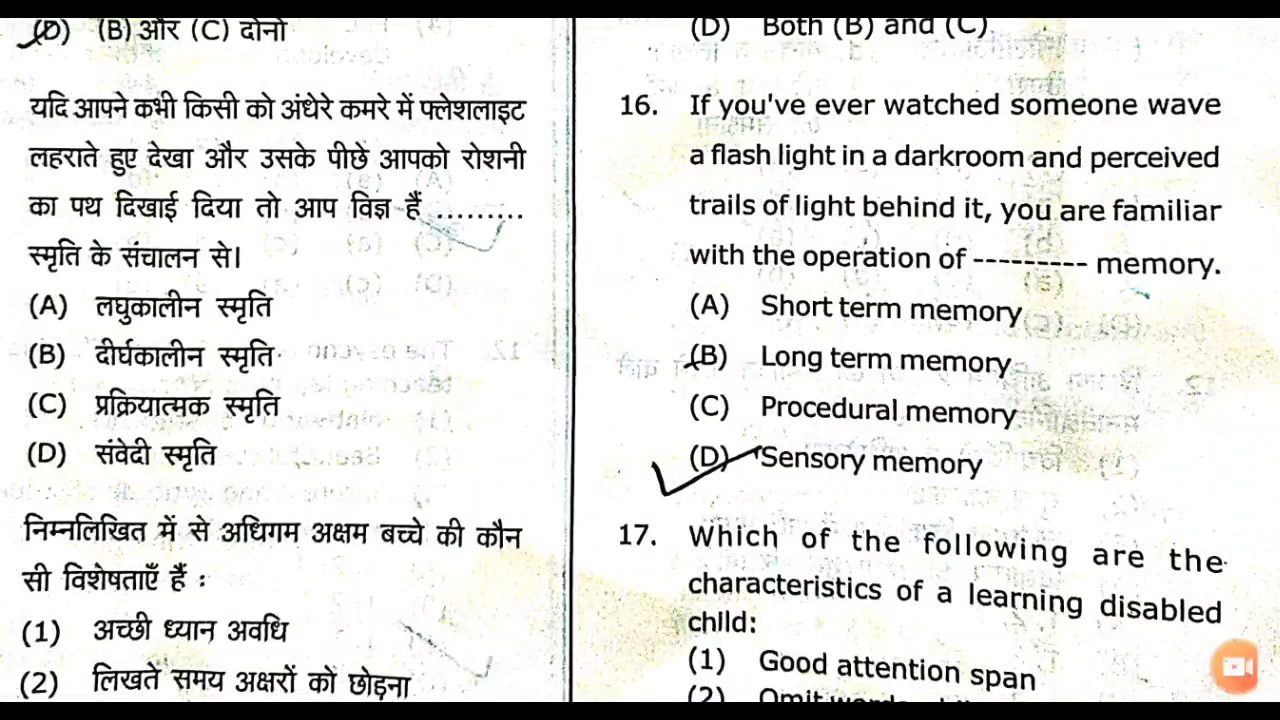 (D) (B) और (C) दोनो
यदि आपने कभी किसी को अंधेरे कमरे में फ्लेशलाइट
लहराते हुए देखा और उसके पीछे आपको रोशनी
का पथ दिखाई दिया तो आप विज्ञ हैं .........
स्मृति के संचालन से।
(A) लघुकालीन स्मृति
(B) दीर्घकालीन स्मृति
(C) प्रक्रियात्मक स्मृति
(D) संवेदी स्मृति
निम्नलिखित में से अधिगम अक्षम बच्चे की कौन
सी विशेषताएँ हैं :
(1) अच्छी ध्यान अवधि
(2) लिखते समय अक्षरों को छोड़ना
(D) Both (B) and (C)
16. If you've ever watched someone wave
a flash light in a darkroom and perceived
trails of light behind it, you are familiar
with the operation of --------- memory.
(A) Short term memory
(B) Long term memory
(C) Procedural memory
(D) Sensory memory
17. Which of the following are the
characteristics of a learning disabled
child:
(1) Good attention span
(2) Omit